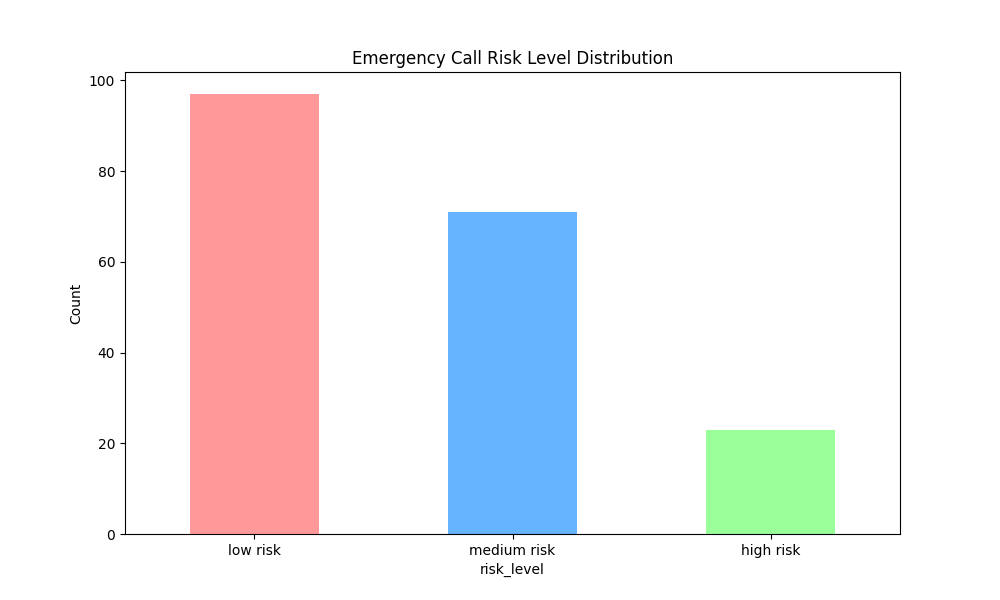 Emergency Call Risk Level Distribution
100
80
60
40
20
0
Count
low risk
medium risk
high risk
risk_level